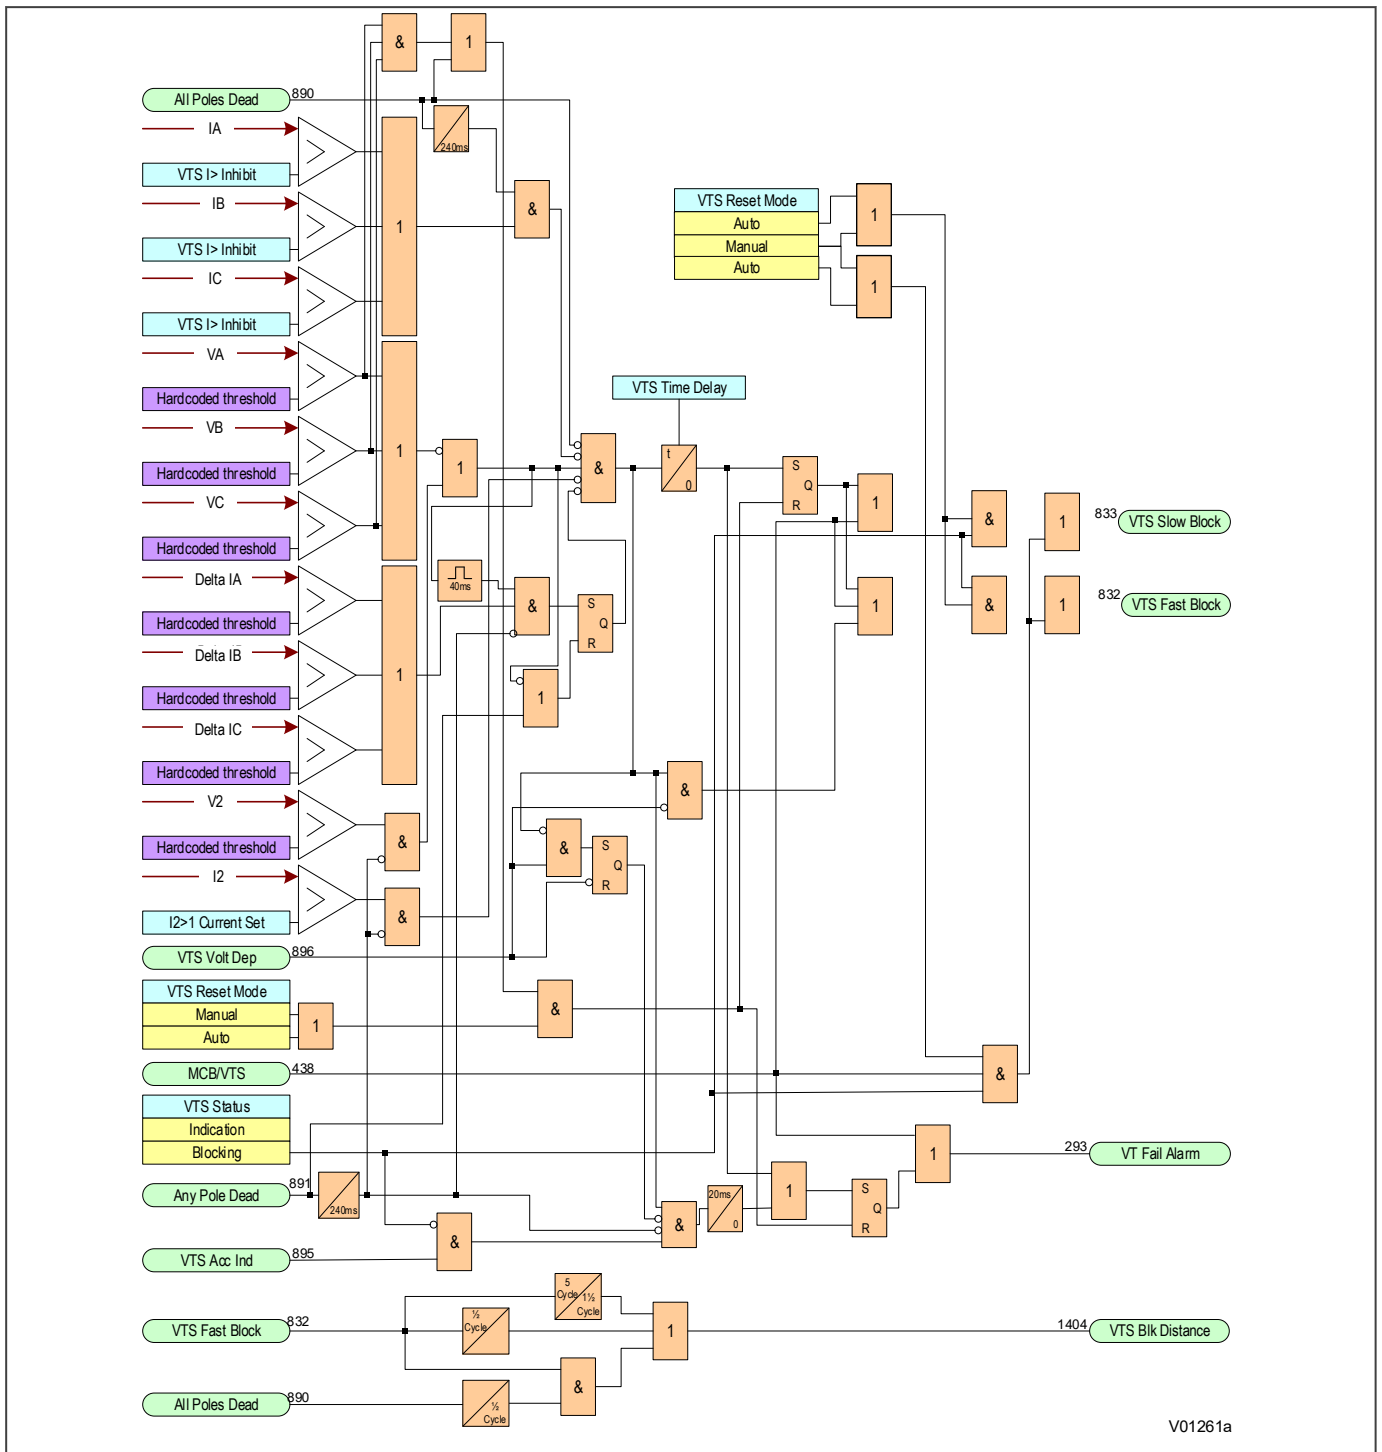 &
1
All Poles Dead
890
IA
240ms
VTS I> Inhibit
&
VTS Reset Mode
IB
Auto
1
1
Manual
VTS I> Inhibit
Auto
IC
1
VTS I> Inhibit
VA
VTS Time Delay
Hardcoded threshold
VB
1
1
&
t
0
S
Q
R
Hardcoded threshold
VC
1
&
1
833
VTS Slow Block
Hardcoded threshold
Delta IA
40ms
&
S
Q
R
1
&
1
832
VTS Fast Block
Hardcoded threshold
Delta IB
1
1
Hardcoded threshold
Delta IC
Hardcoded threshold
&
V2
&
&
S
Q
R
Hardcoded threshold
I2
&
I2>1 Current Set
VTS Volt Dep
896
VTS Reset Mode
Manual
1
&
Auto
MCB/VTS
438
&
VTS Status
Indication
Blocking
1
293
VT Fail Alarm
Any Pole Dead
891
240ms
20ms
0
1
S
Q
R
&
&
VTS Acc Ind
895
5
Cycle
1½
Cycle
VTS Fast Block
832
½
Cycle
1
1404
VTS Blk Distance
&
All Poles Dead
890
½
Cycle
V01261a